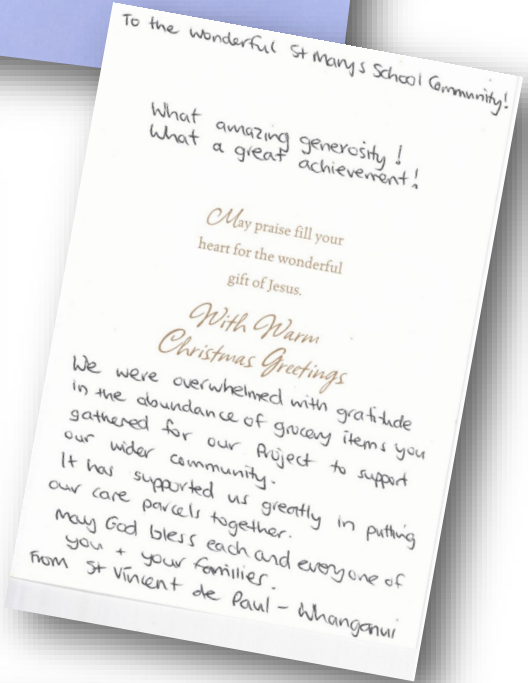 To the wonderful St Marys School Community!
What amazing generosity!
What a great achievement!
May praise fill your
heart for the wonderful
gift of Jesus.
With Warm
Christmas Greetings
We were overwhelmed with gratitude
in the abundance of grocery items you
gathered for our Project to support
our wider community.
It has supported us greatly in putting
our care parcels together.
May God bless each and everyone of
you + your famillies.
From St Vincent de Paul - Whanganui